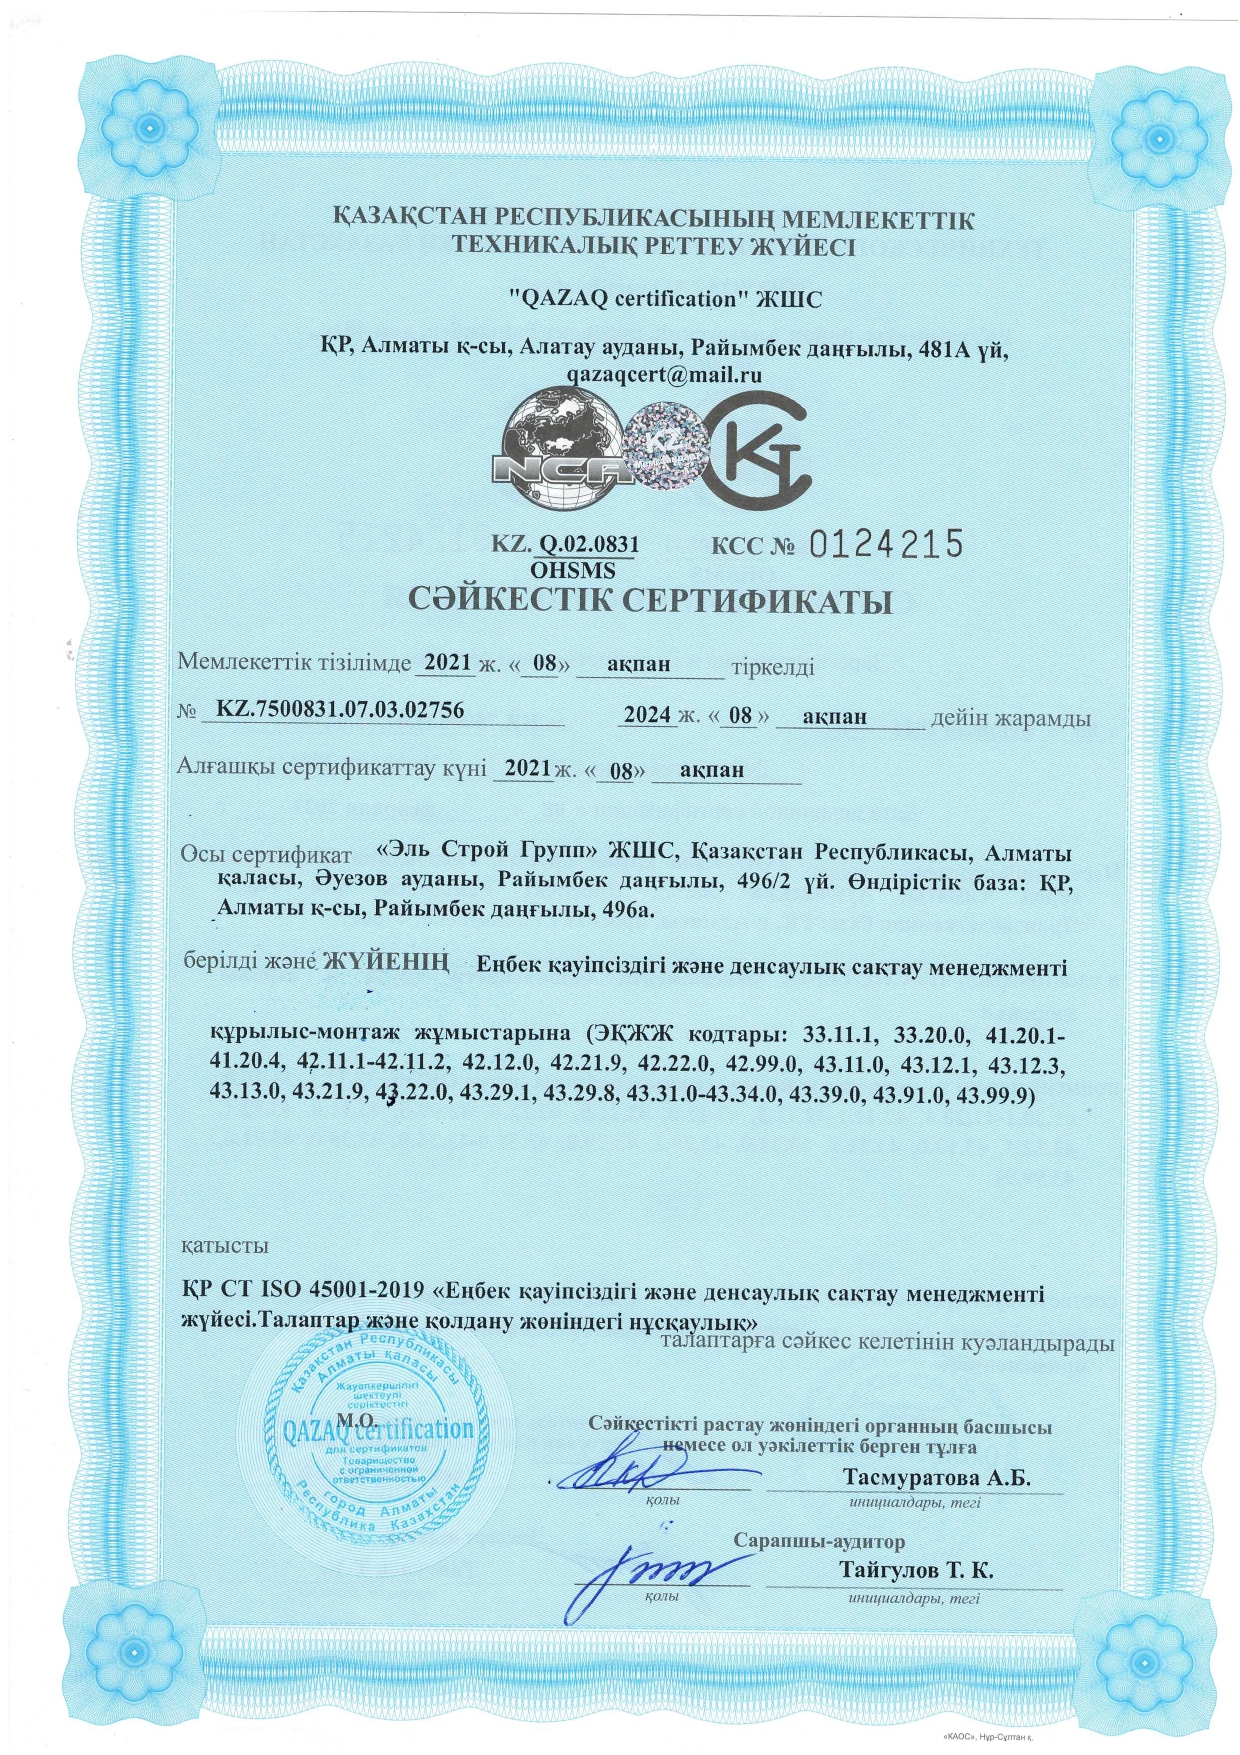 ҚАЗАҚСТАН РЕСПУБЛИКАСЫНЫҢ МЕМЛЕКЕТТІК
ТЕХНИКАЛЫҚ РЕТТЕУ ЖҮЙЕСІ
"QAZAQ certification" ЖШС
ҚР, Алматы қ-сы, Алатау ауданы, Райымбек даңғылы, 481А үй,
qazaqcert@mail.ru
NCA
KZ
KZ. Q.02.0831
OHSMS
КСС № 0124215
СӘЙКЕСТІК СЕРТИФИКАТЫ
Мемлекеттік тізілімде 2021 ж. « 08» ақпан тіркелді
№ KZ.7500831.07.03.02756 2024 ж. « 08 » ақпан дейін жарамды
Алғашқы сертификаттау күні 2021 ж. « 08» ақпан
Осы сертификат «Эль Строй Групп» ЖШС, Қазақстан Республикасы, Алматы
қаласы, Әуезов ауданы, Райымбек даңғылы, 496/2 үй. Өндірістік база: ҚР,
Алматы қ-сы, Райымбек даңғылы, 496а.
берілді және ЖҮЙЕНІҢ Еңбек қауіпсіздігі және денсаулық сақтау менеджменті
құрылыс-монтаж жұмыстарына (ЭҚЖЖ кодтары: 33.11.1, 33.20.0, 41.20.1-
41.20.4, 42.11.1-42.11.2, 42.12.0, 42.21.9, 42.22.0, 42.99.0, 43.11.0, 43.12.1, 43.12.3,
43.13.0, 43.21.9, 43.22.0, 43.29.1, 43.29.8, 43.31.0-43.34.0, 43.39.0, 43.91.0, 43.99.9)
қатысты
ҚР СТ ISO 45001-2019 «Еңбек қауіпсіздігі және денсаулық сақтау менеджменті
жүйесі.Талаптар және қолдану жөніндегі нұсқаулық»
талаптарға сәйкес келетінін куәландырады
Қазақстан Республикасы
Алматы қаласы
Жауапкершілігі
шектеулі
серіктестігі
М.О.
QAZAQ certification
для сертификатов
Товарищество
с ограниченной
ответственностью
город Алматы
Республика Казахстан
Сәйкестікті растау жөніндегі органның басшысы
немесе ол уәкілеттік берген тұлға
Тасмуратова А.Б.
қолы инициалдары, тегі
Сарапшы-аудитор
Тайгулов Т. К.
қолы инициалдары, тегі
«КАОС», Нұр-Сұлтан қ.